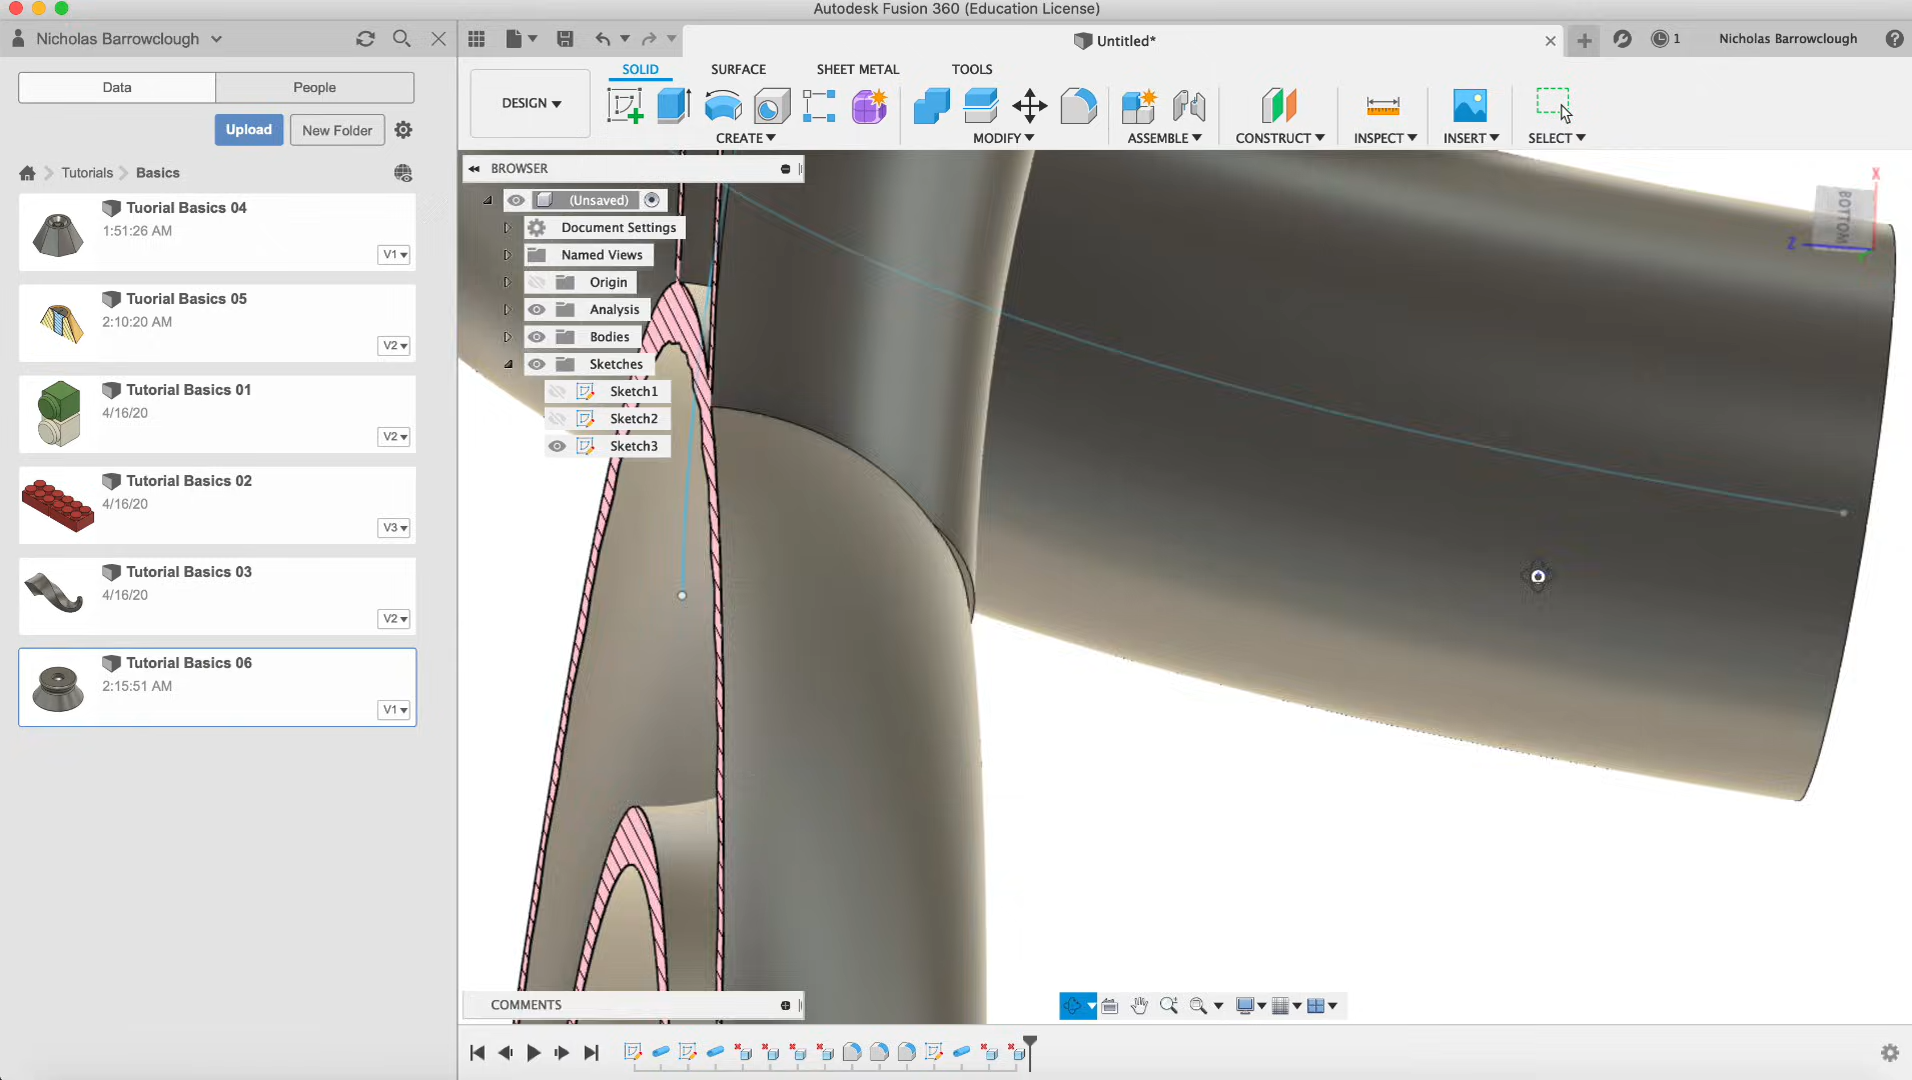 Autodesk Fusion 360 (Education License)
Nicholas Barrowclough
Untitled*
1
Nicholas Barrowclough
Data
People
Upload
New Folder
Tutorials
Basics
Tuorial Basics 04
1:51:26 AM
V1
Tuorial Basics 05
2:10:20 AM
V2
Tutorial Basics 01
4/16/20
V2
Tutorial Basics 02
4/16/20
V3
Tutorial Basics 03
4/16/20
V2
Tutorial Basics 06
2:15:51 AM
V1
DESIGN
SOLID
SURFACE
SHEET METAL
TOOLS
CREATE
MODIFY
ASSEMBLE
CONSTRUCT
INSPECT
INSERT
SELECT
BROWSER
(Unsaved)
Document Settings
Named Views
Origin
Analysis
Bodies
Sketches
Sketch1
Sketch2
Sketch3
X
BOTTOM
Z
COMMENTS